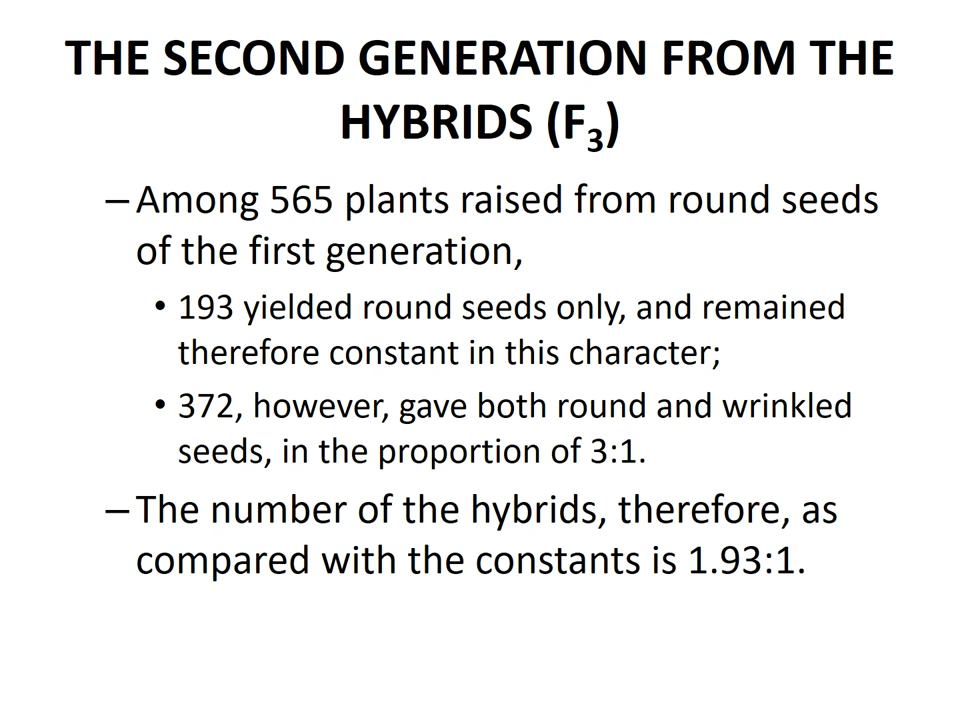 THE SECOND GENERATION FROM THE
HYBRIDS (F₃)
– Among 565 plants raised from round seeds
of the first generation,
• 193 yielded round seeds only, and remained
therefore constant in this character;
• 372, however, gave both round and wrinkled
seeds, in the proportion of 3:1.
– The number of the hybrids, therefore, as
compared with the constants is 1.93:1.